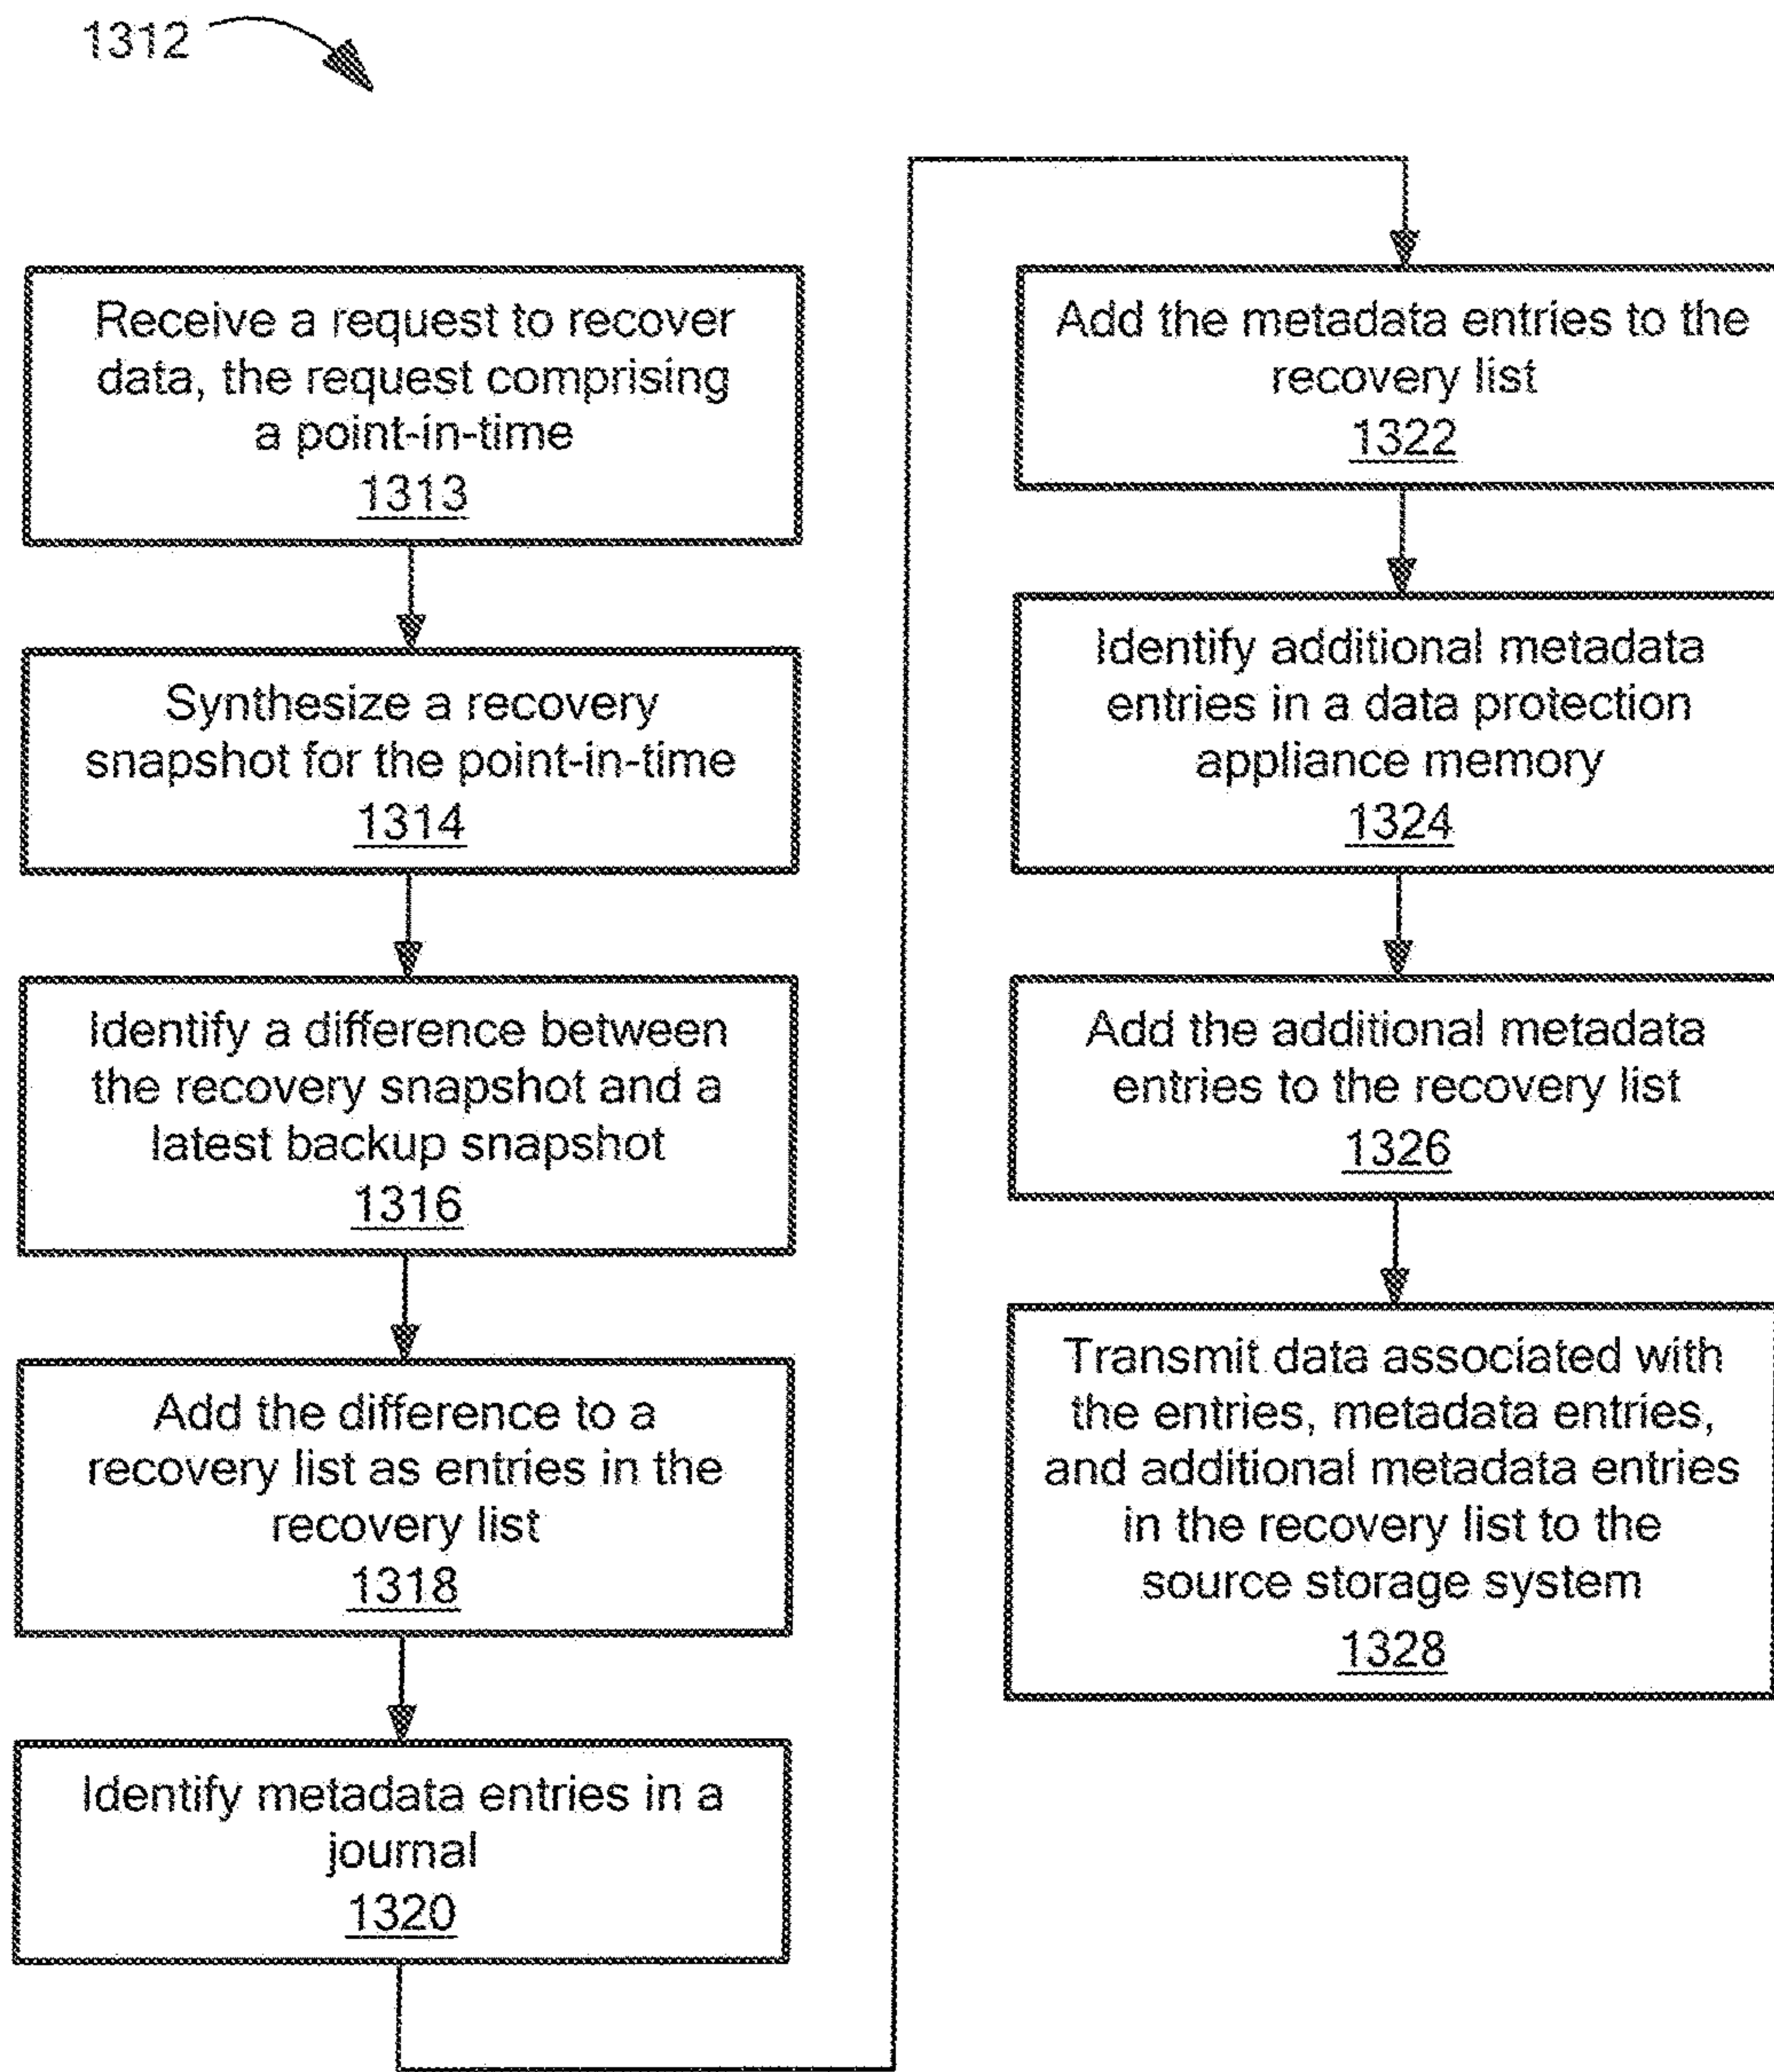 1312
Receive a request to recover
data, the request comprising
a point-in-time
1313
Synthesize a recovery
snapshot for the point-in-time
1314
Identify a difference between
the recovery snapshot and a
latest backup snapshot
1316
Add the difference to a
recovery list as entries in the
recovery list
1318
Identify metadata entries in a
journal
1320
Add the metadata entries to the
recovery list
1322
Identify additional metadata
entries in a data protection
appliance memory
1324
Add the additional metadata
entries to the recovery list
1326
Transmit data associated with
the entries, metadata entries,
and additional metadata entries
in the recovery list to the
source storage system
1328